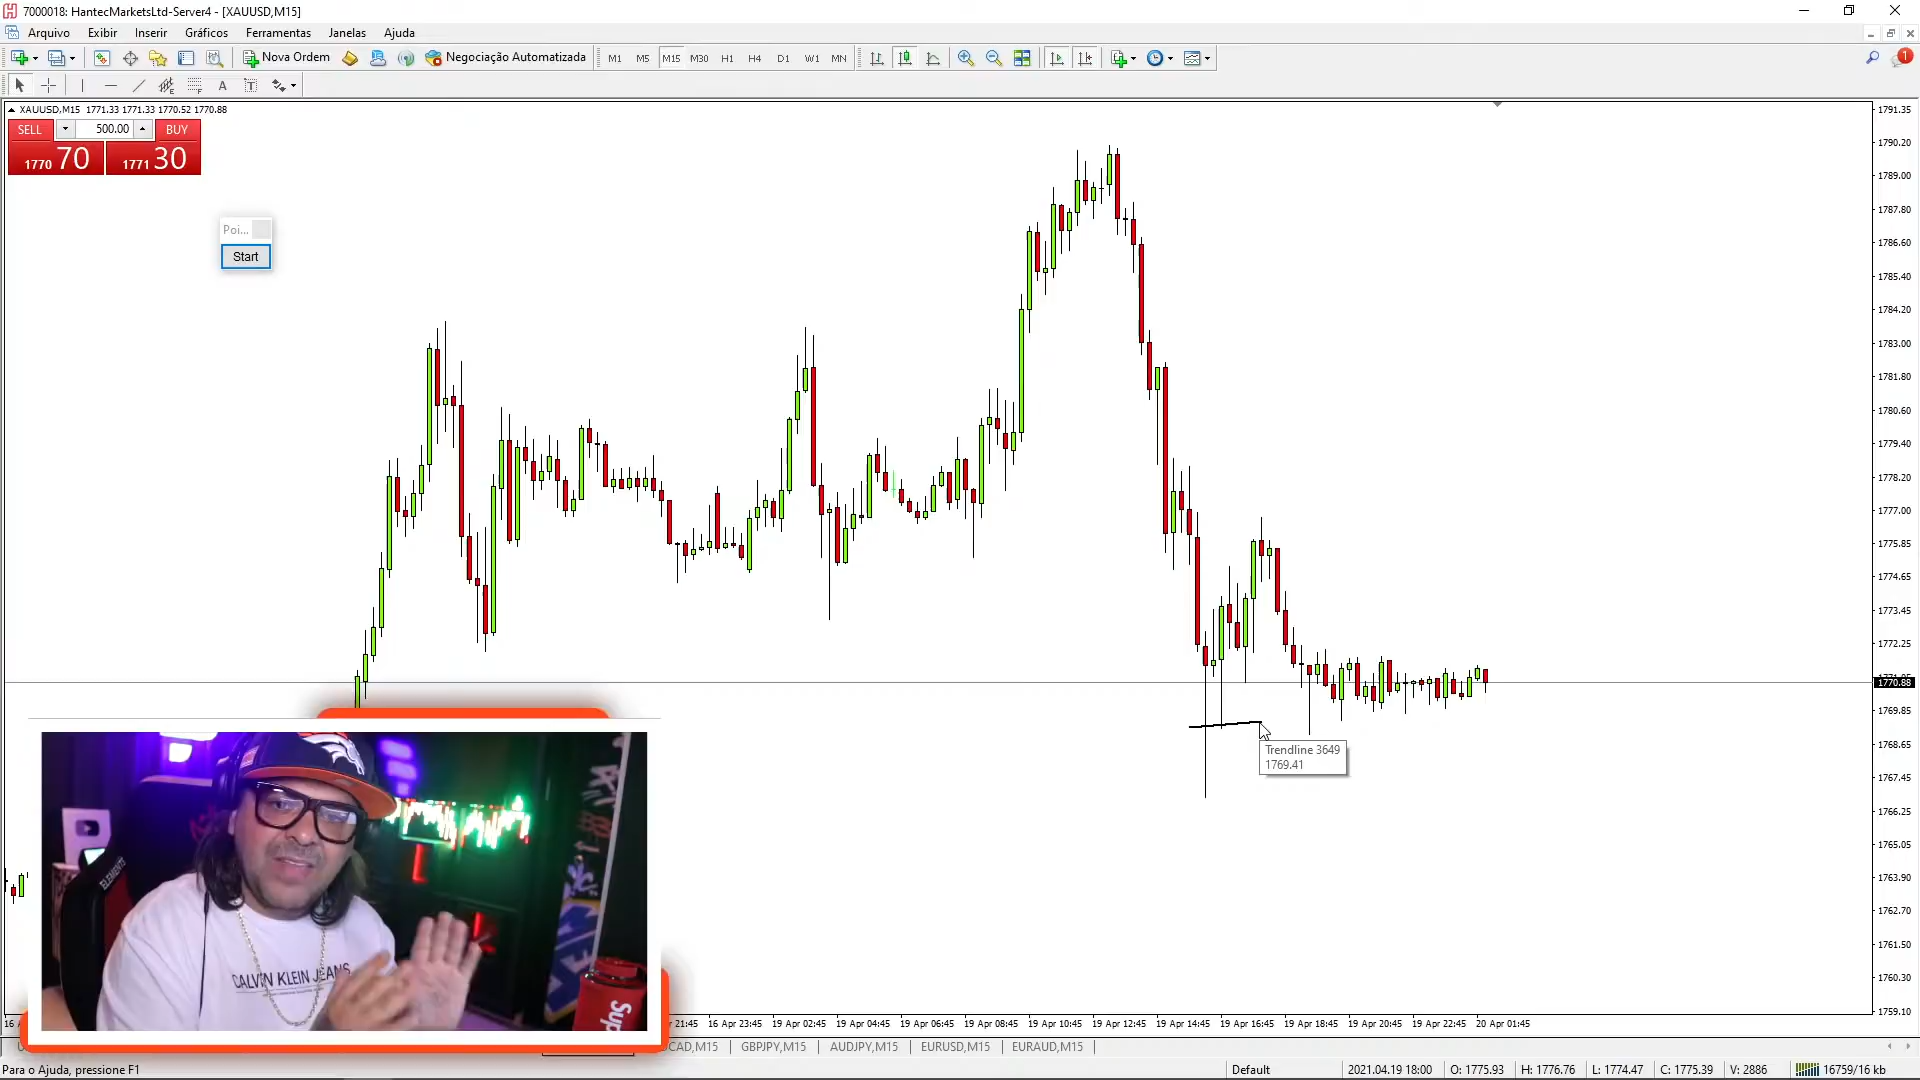 7000018: HantecMarketsLtd-Server4 - [XAUUSD,M15]
Arquivo Exibir Inserir Gráficos Ferramentas Janelas Ajuda
Nova Ordem Negociação Automatizada M1 M5 M15 M30 H1 H4 D1 W1 MN
1
A T
XAUUSD,M15 1771.33 1771.33 1770.52 1770.88
SELL 500.00 BUY
1770 70 1771 30
Poi...
Start
1791.35
1790.20
1789.00
1787.80
1786.60
1785.40
1784.20
1783.00
1781.80
1780.60
1779.40
1778.20
1777.00
1775.85
1774.65
1773.45
1772.25
1770.88
1769.85
1768.65
1767.45
1766.25
1765.05
1763.90
1762.70
1761.50
1760.30
1759.10
Trendline 3649
1769.41
ELEMENTS
CALVIN KLEIN JEANS
Sup
16 A 21:45 16 Apr 23:45 19 Apr 02:45 19 Apr 04:45 19 Apr 06:45 19 Apr 08:45 19 Apr 10:45 19 Apr 12:45 19 Apr 14:45 19 Apr 16:45 19 Apr 18:45 19 Apr 20:45 19 Apr 22:45 20 Apr 01:45
CAD,M15 GBPJPY,M15 AUDJPY,M15 EURUSD,M15 EURAUD,M15
Para o Ajuda, pressione F1 Default 2021.04.19 18:00 O: 1775.93 H: 1776.76 L: 1774.47 C: 1775.39 V: 2886 16759/16 kb